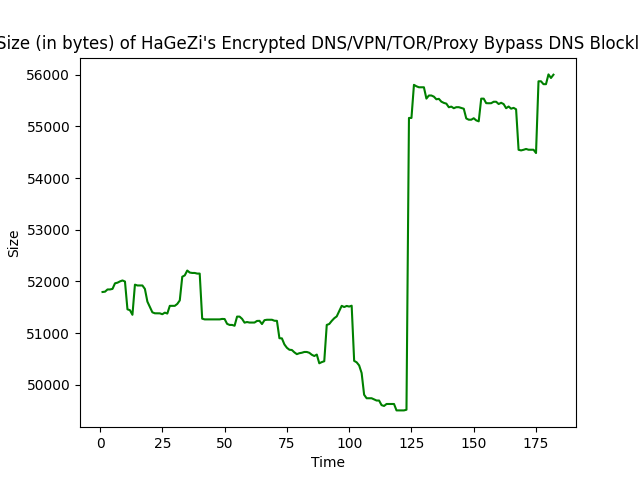 Size (in bytes) of HaGeZi's Encrypted DNS/VPN/TOR/Proxy Bypass DNS Blockl
56000
55000
54000
53000
52000
51000
50000
Size
0 25 50 75 100 125 150 175
Time